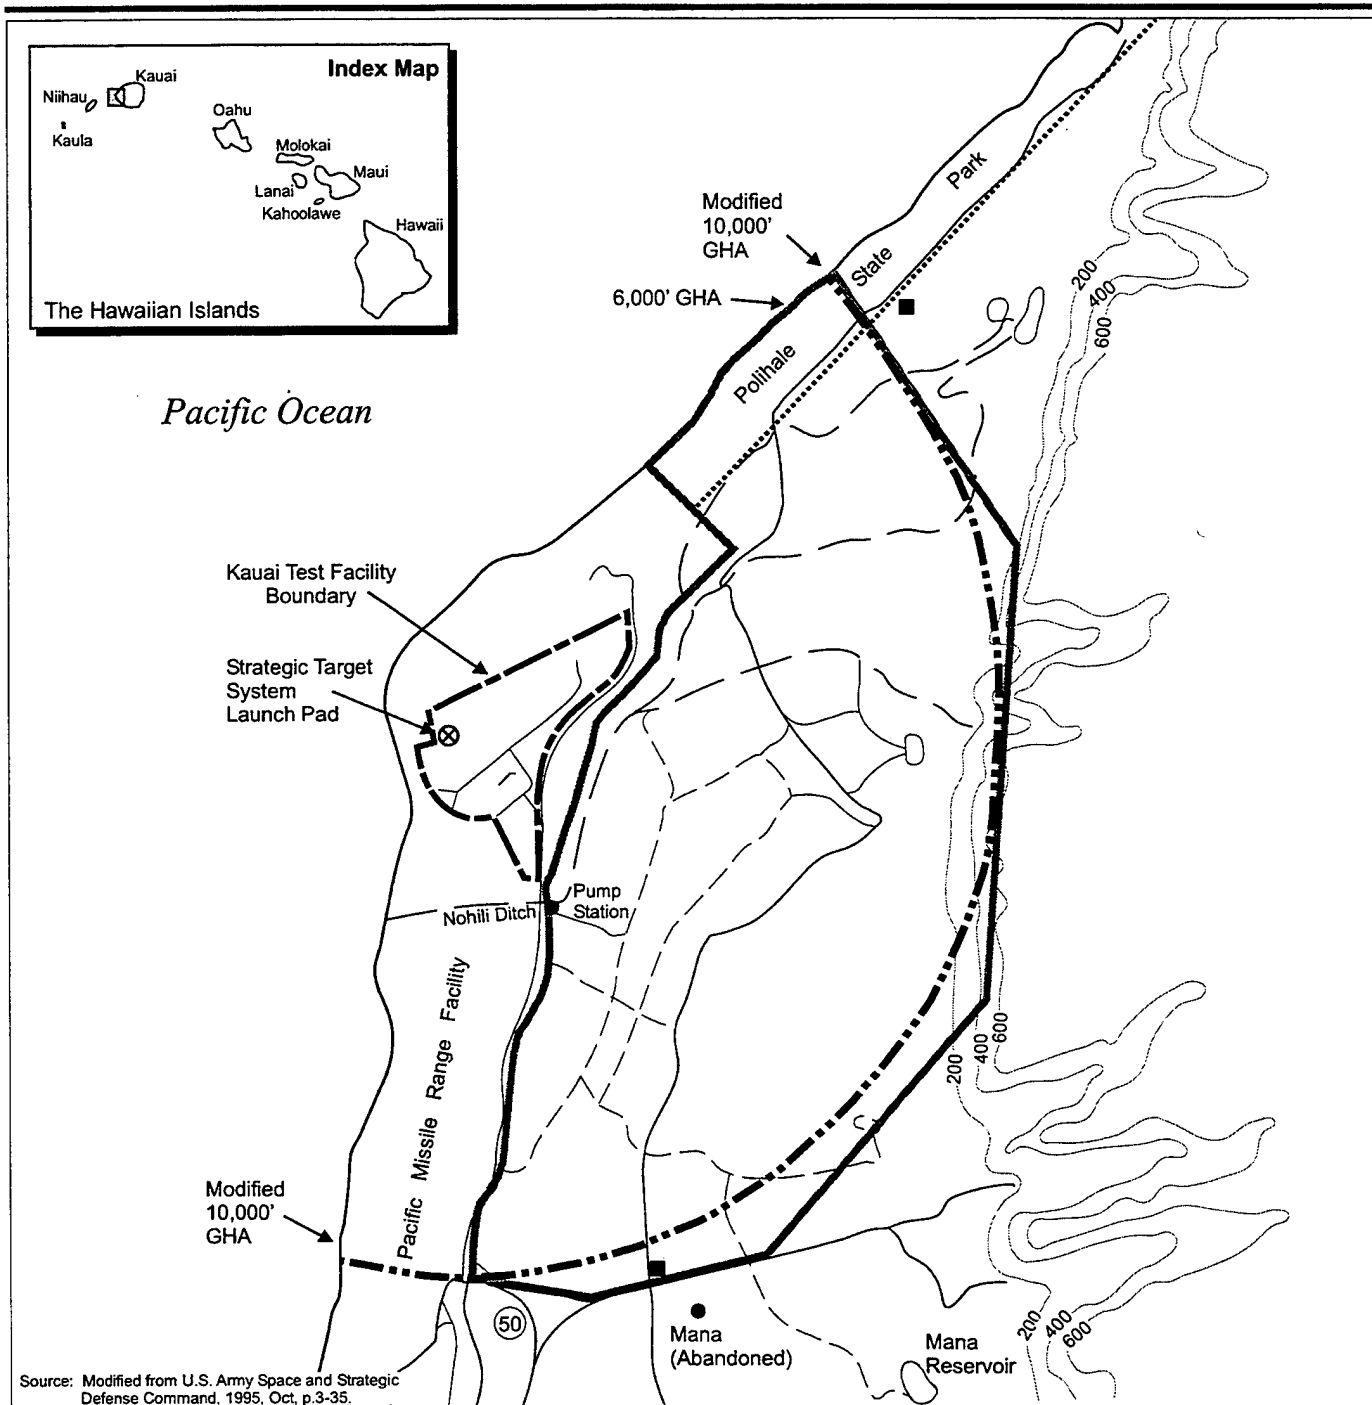 Index Map
Kauai
Niihau
Kaula
Oahu
Molokai
Lanai
Maui
Kahoolawe
Hawaii
The Hawaiian Islands
Pacific Ocean
Modified
10,000'
GHA
6,000' GHA
Polihale
State
Park
200
400
600
Kauai Test Facility
Boundary
Strategic Target
System
Launch Pad
Nohili Ditch
Pump
Station
Pacific Missile Range Facility
200
400
600
Modified
10,000'
GHA
50
Mana
(Abandoned)
Mana
Reservoir
200
400
600
Source: Modified from U.S. Army Space and Strategic
Defense Command, 1995, Oct, p.3-35.